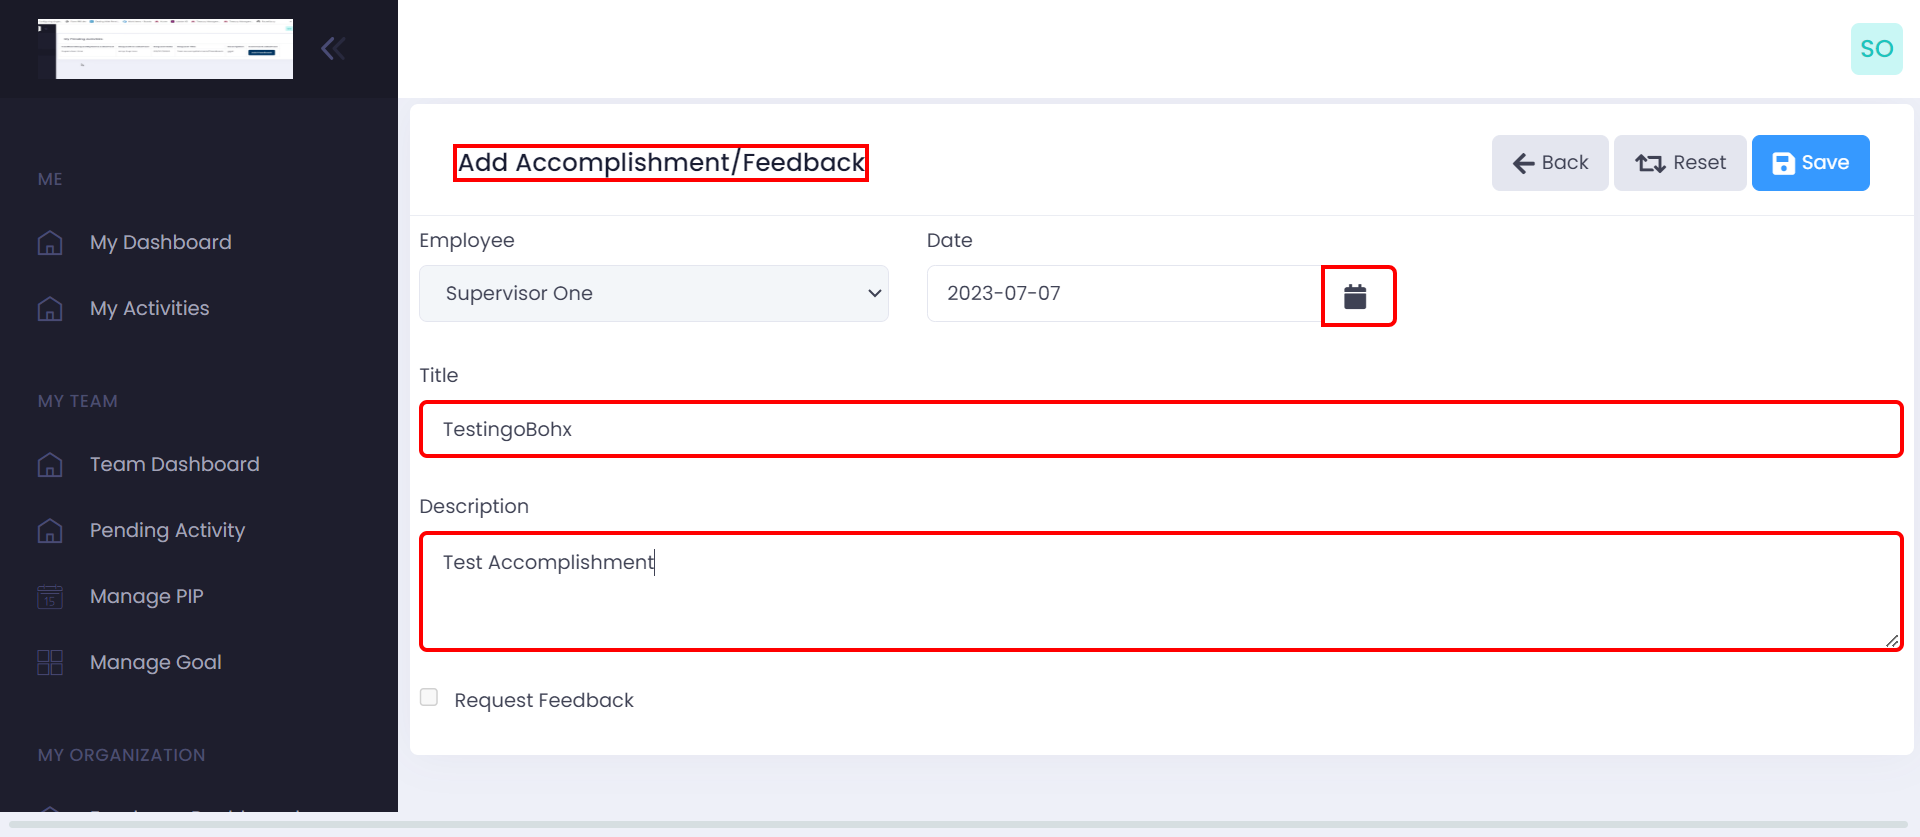 SO
ME
My Dashboard
My Activities
MY TEAM
Team Dashboard
Pending Activity
15
Manage PIP
Manage Goal
MY ORGANIZATION
Add Accomplishment/Feedback
Back
Reset
Save
Employee
Date
Supervisor One
2023-07-07
Title
TestingoBohx
Description
Test Accomplishment
Request Feedback